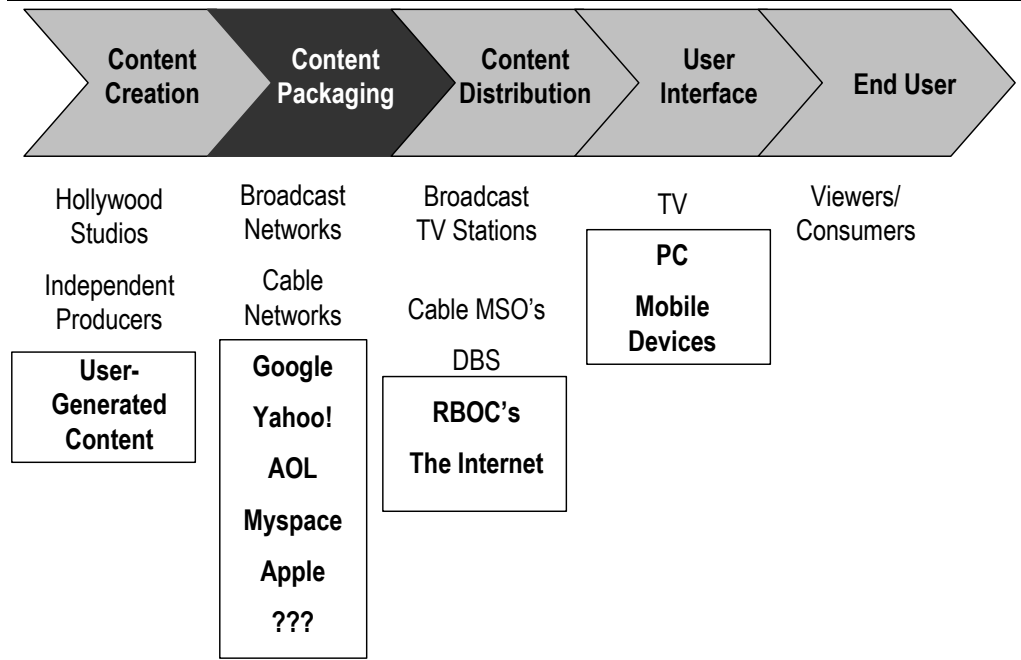 Content
Creation
Content
Packaging
Content
Distribution
User
Interface
End User
Hollywood
Studios
Independent
Producers
User-
Generated
Content
Broadcast
Networks
Cable
Networks
Google
Yahoo!
AOL
Myspace
Apple
???
Broadcast
TV Stations
Cable MSO's
DBS
RBOC's
The Internet
TV
PC
Mobile
Devices
Viewers/
Consumers